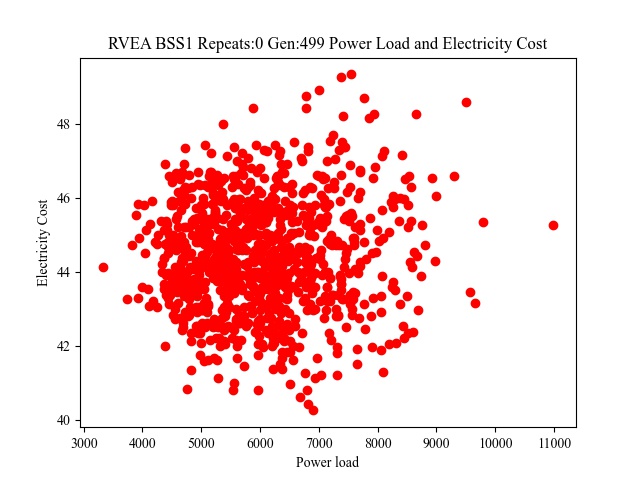 RVEA BSS1 Repeats:0 Gen:499 Power Load and Electricity Cost
48
46
44
42
40
Electricity Cost
3000 4000 5000 6000 7000 8000 9000 10000 11000
Power load